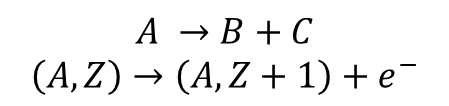 A → B + C
(A, Z) → (A, Z + 1) + e⁻